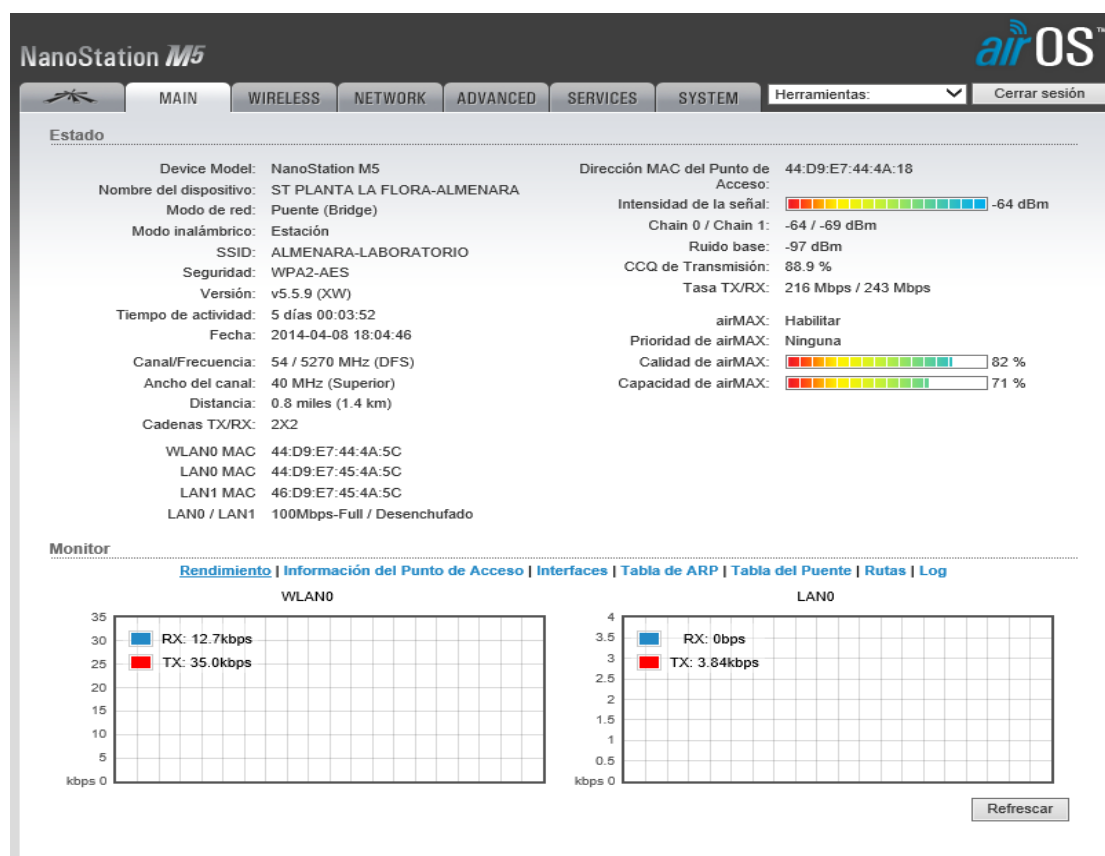 NanoStation M5
airOS™
MAIN WIRELESS NETWORK ADVANCED SERVICES SYSTEM Herramientas: Cerrar sesión
Estado
Device Model: NanoStation M5
Nombre del dispositivo: ST PLANTA LA FLORA-ALMENARA
Modo de red: Puente (Bridge)
Modo inalámbrico: Estación
SSID: ALMENARA-LABORATORIO
Seguridad: WPA2-AES
Versión: v5.5.9 (XW)
Tiempo de actividad: 5 días 00:03:52
Fecha: 2014-04-08 18:04:46
Canal/Frecuencia: 54 / 5270 MHz (DFS)
Ancho del canal: 40 MHz (Superior)
Distancia: 0.8 miles (1.4 km)
Cadenas TX/RX: 2X2
WLAN0 MAC 44:D9:E7:44:4A:5C
LAN0 MAC 44:D9:E7:45:4A:5C
LAN1 MAC 46:D9:E7:45:4A:5C
LAN0 / LAN1 100Mbps-Full / Desenchufado
Dirección MAC del Punto de Acceso: 44:D9:E7:44:4A:18
Intensidad de la señal: -64 dBm
Chain 0 / Chain 1: -64 / -69 dBm
Ruido base: -97 dBm
CCQ de Transmisión: 88.9 %
Tasa TX/RX: 216 Mbps / 243 Mbps
airMAX: Habilitar
Prioridad de airMAX: Ninguna
Calidad de airMAX: 82 %
Capacidad de airMAX: 71 %
Monitor
Rendimiento | Información del Punto de Acceso | Interfaces | Tabla de ARP | Tabla del Puente | Rutas | Log
WLAN0
35
30
25
20
15
10
5
kbps 0
RX: 12.7kbps
TX: 35.0kbps
LAN0
4
3.5
3
2.5
2
1.5
1
0.5
kbps 0
RX: 0bps
TX: 3.84kbps
Refrescar